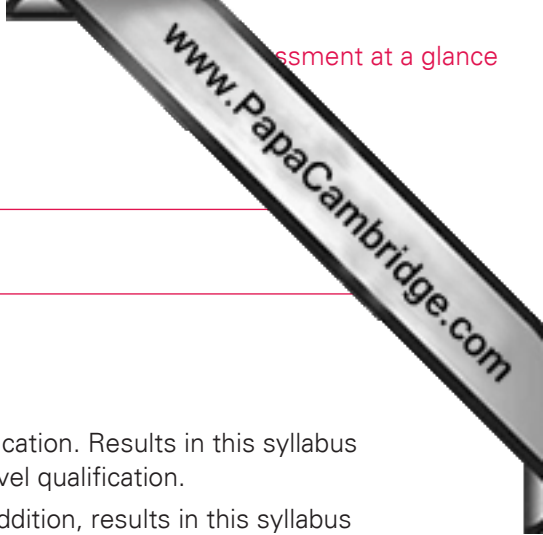 ssment at a glance
www.PapaCambridge.com
cation. Results in this syllabus
vel qualification.
ddition, results in this syllabus